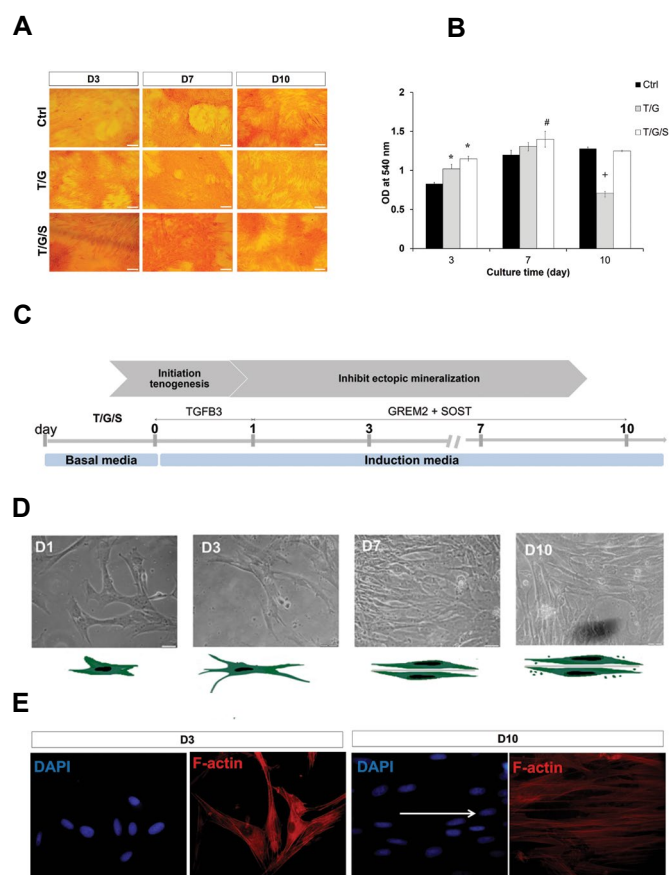 A
D3 D7 D10
Ctrl
T/G
T/G/S
B
Ctrl
T/G
T/G/S
OD at 540 nm
2
1.5
1
0.5
0
* * # +
3 7 10
Culture time (day)
C
Initiation
tenogenesis
Inhibit ectopic mineralization
T/G/S TGFB3 GREM2 + SOST
day 0 1 3 7 10
Basal media Induction media
D
D1 D3 D7 D10
E
D3 D10
DAPI F-actin DAPI F-actin